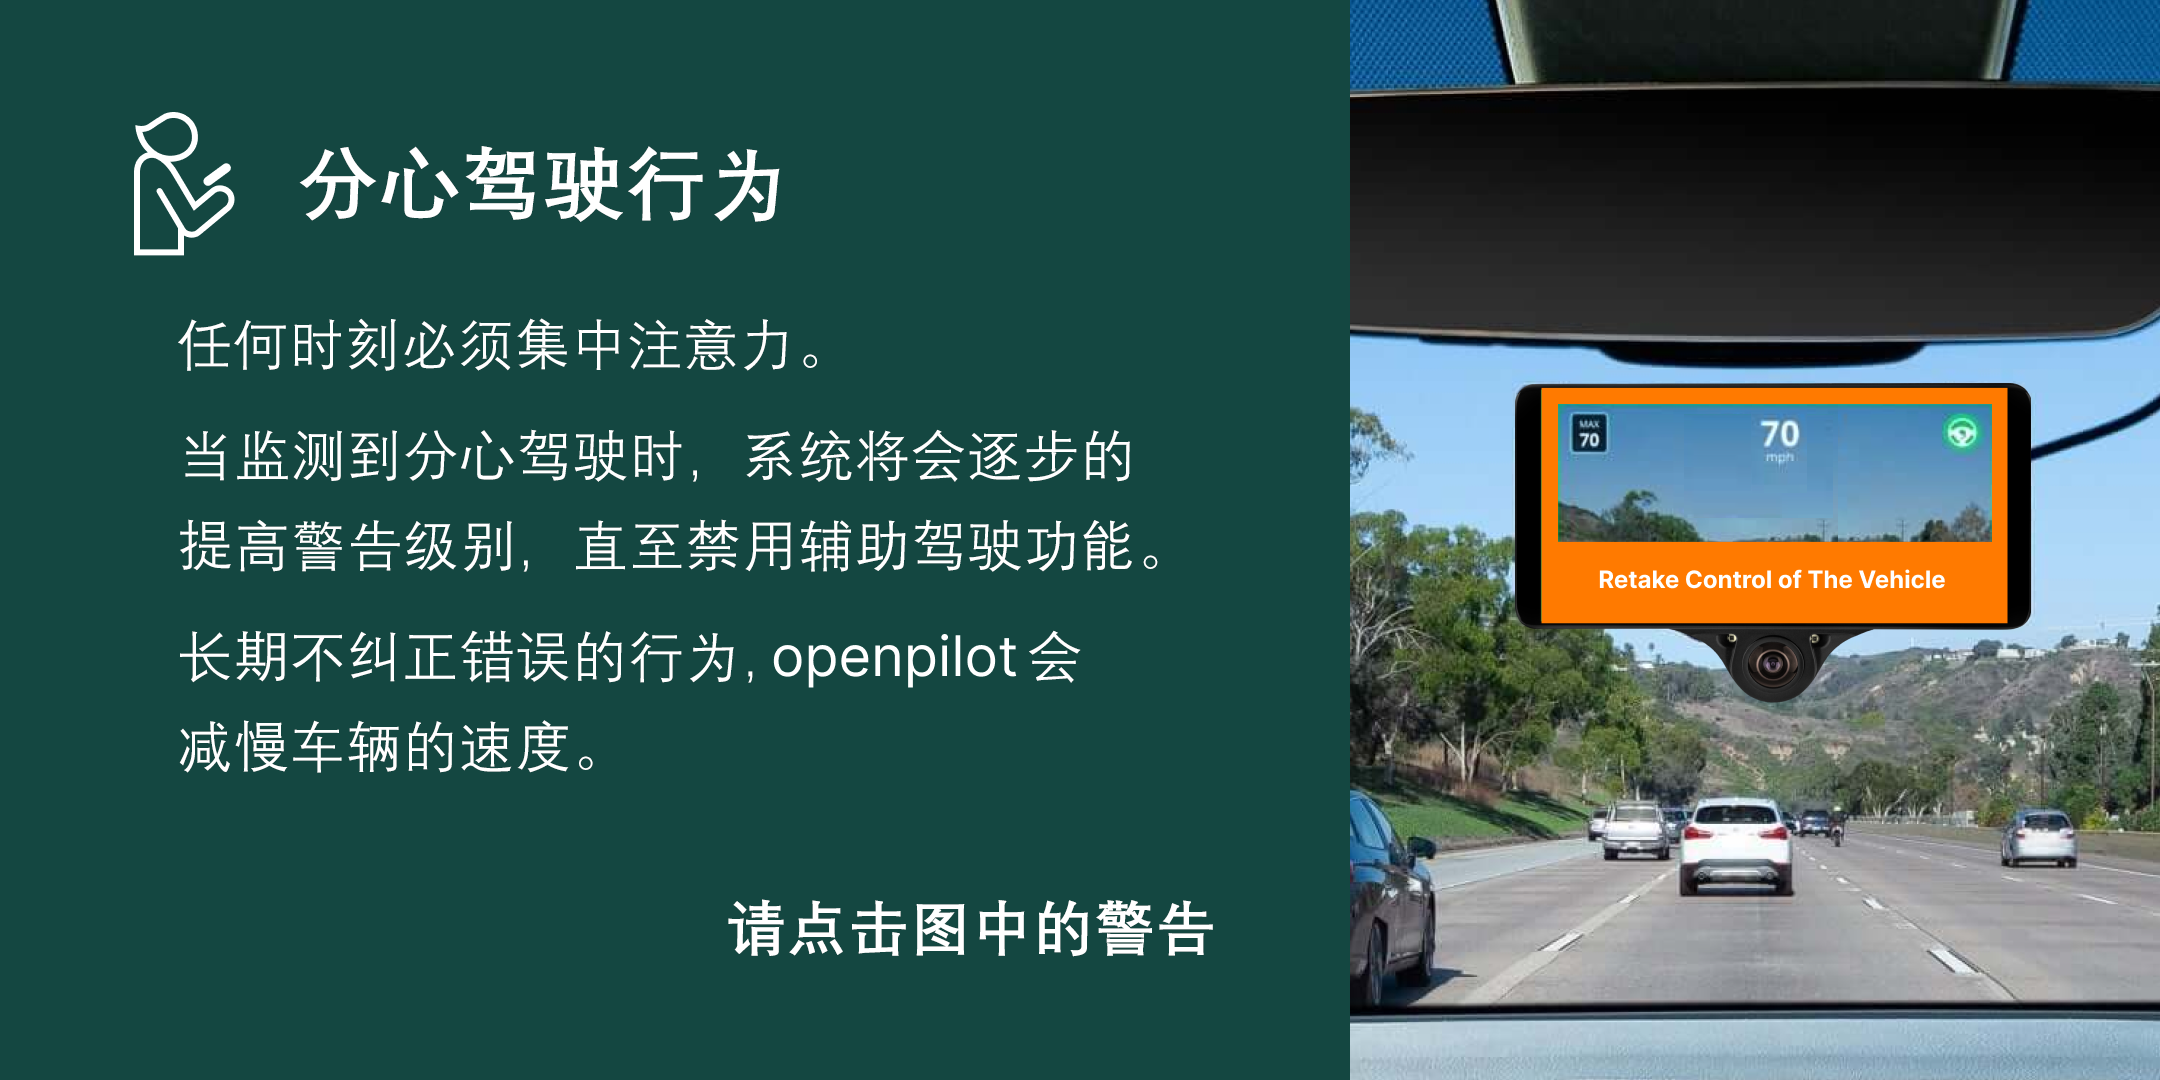 分心驾驶行为
任何时刻必须集中注意力。
当监测到分心驾驶时，系统将会逐步的
提高警告级别，直至禁用辅助驾驶功能。
长期不纠正错误的行为, openpilot 会
减慢车辆的速度。
请点击图中的警告
MAX
70
70
mph
Retake Control of The Vehicle